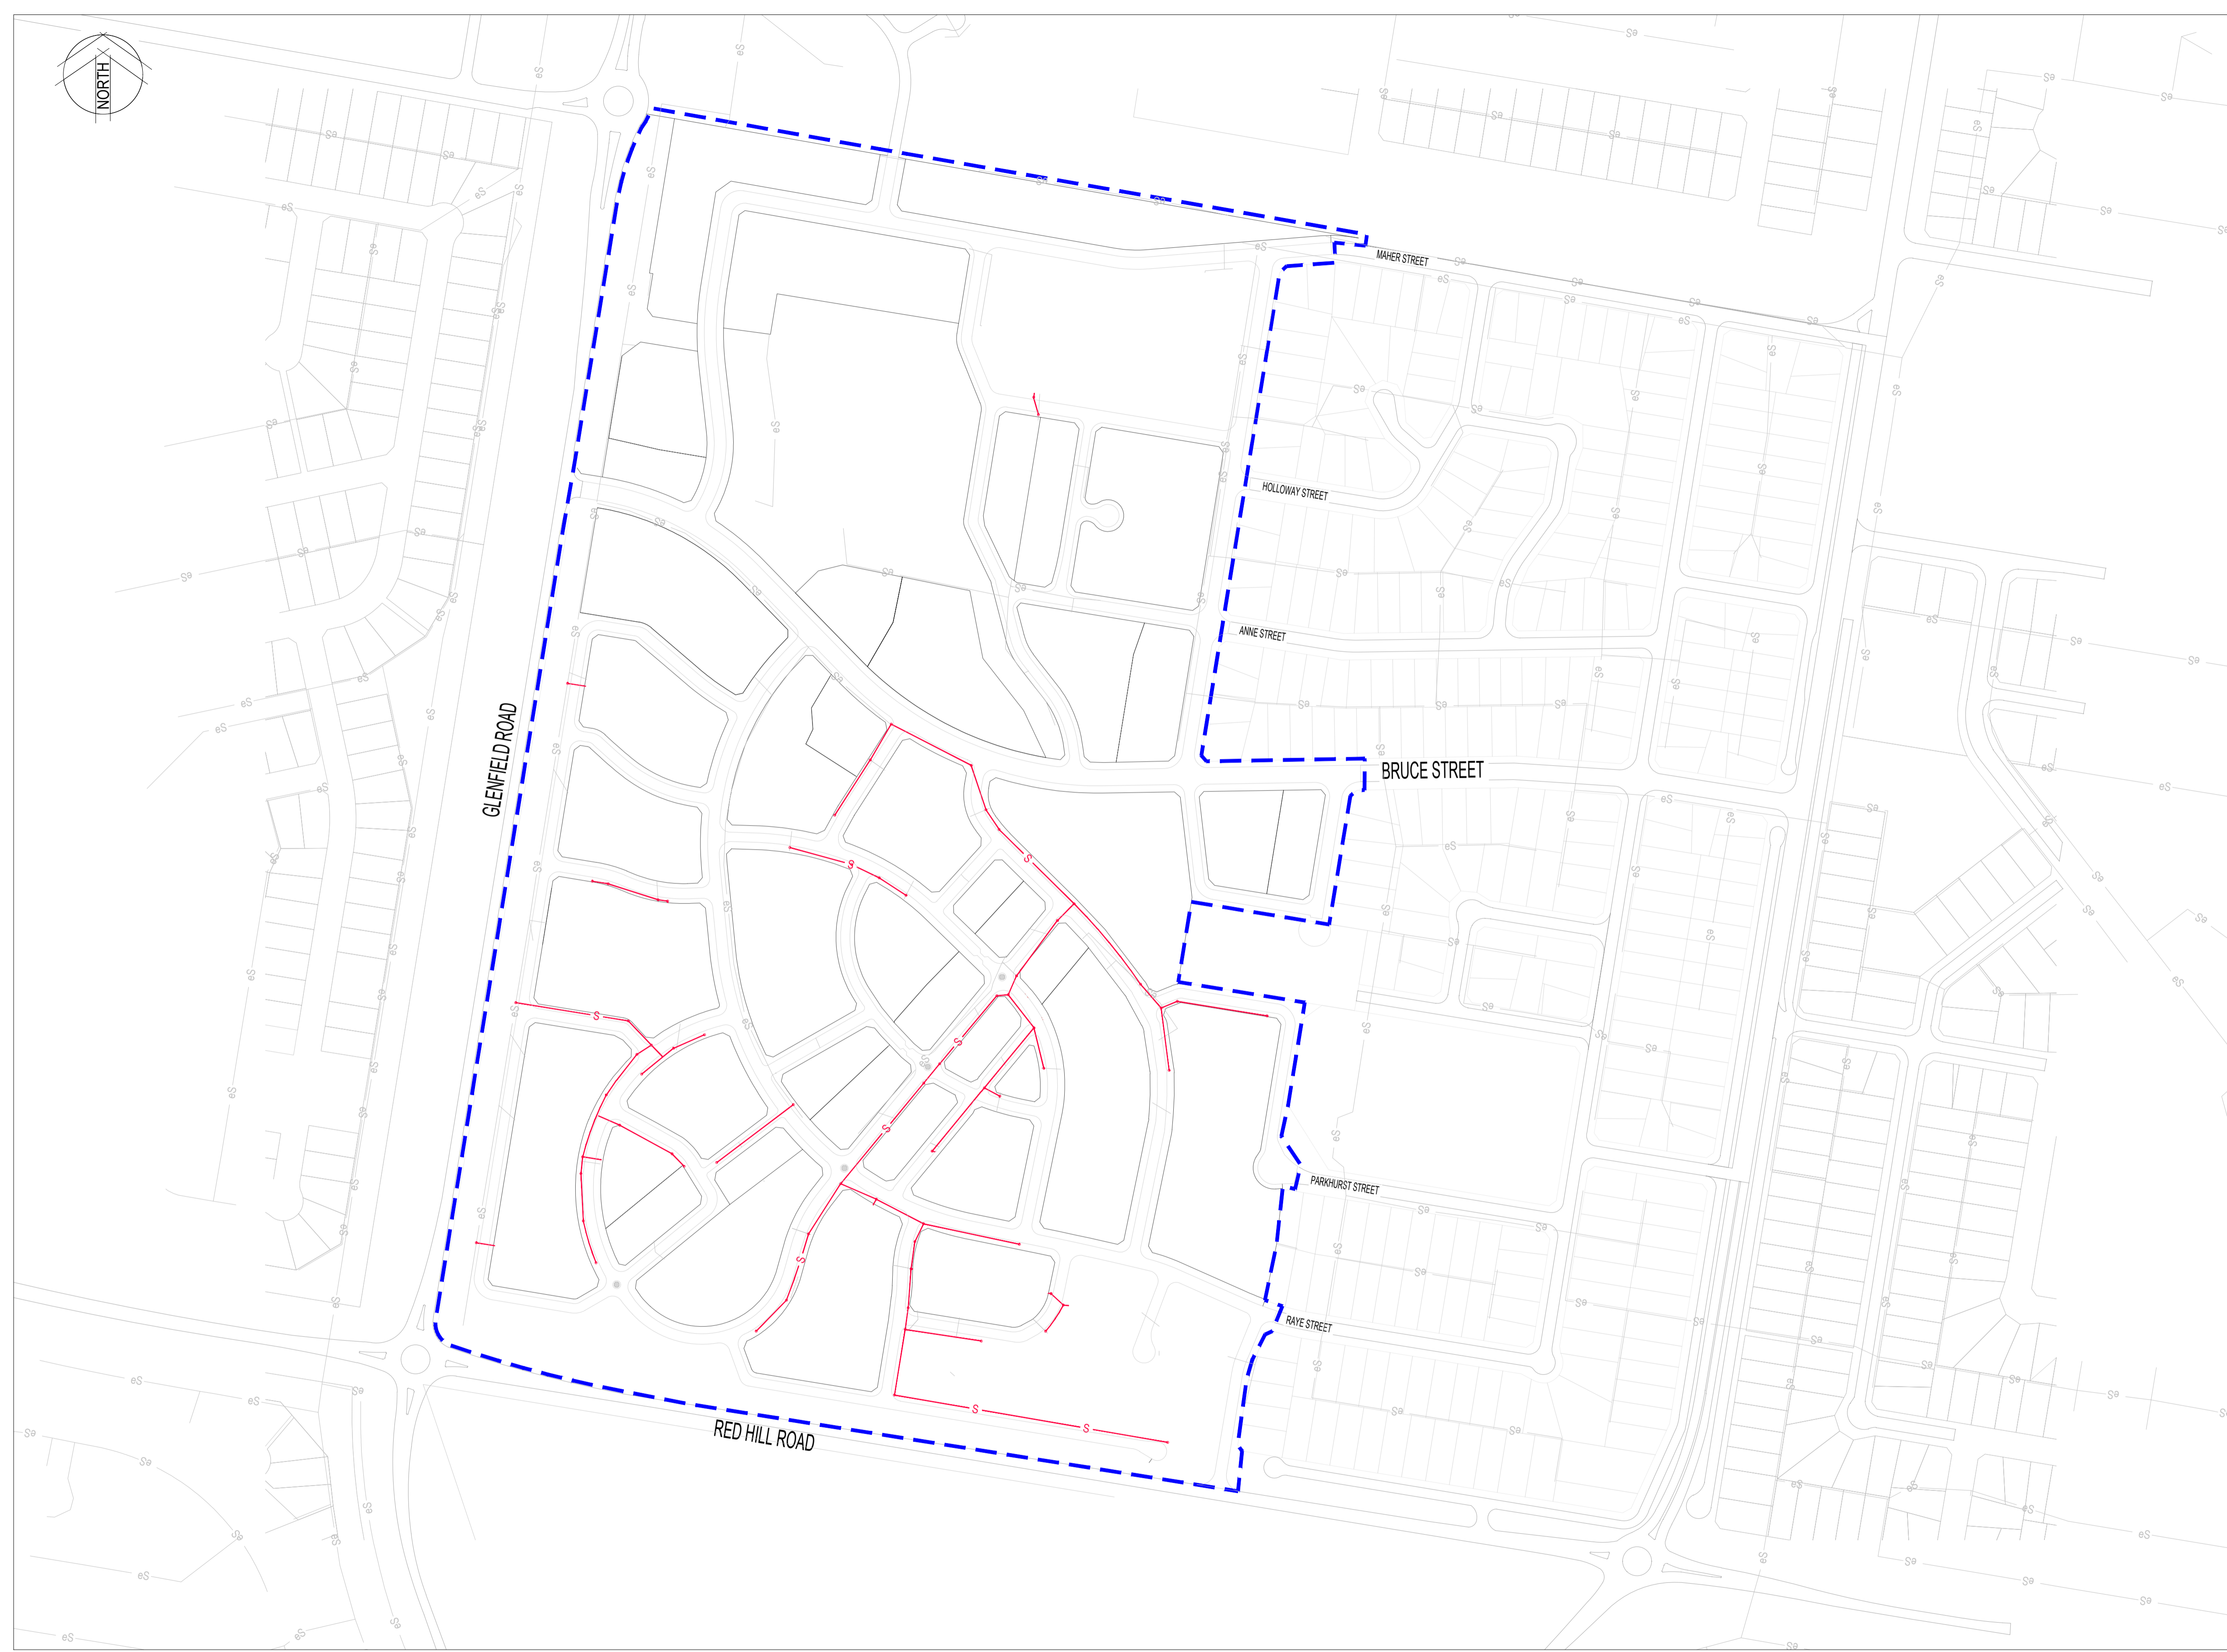 NORTH
MAHER STREET
HOLLOWAY STREET
ANNE STREET
GLENFIELD ROAD
BRUCE STREET
S
S
S
S
S
S
S
PARKHURST STREET
RAYE STREET
S
S
RED HILL ROAD